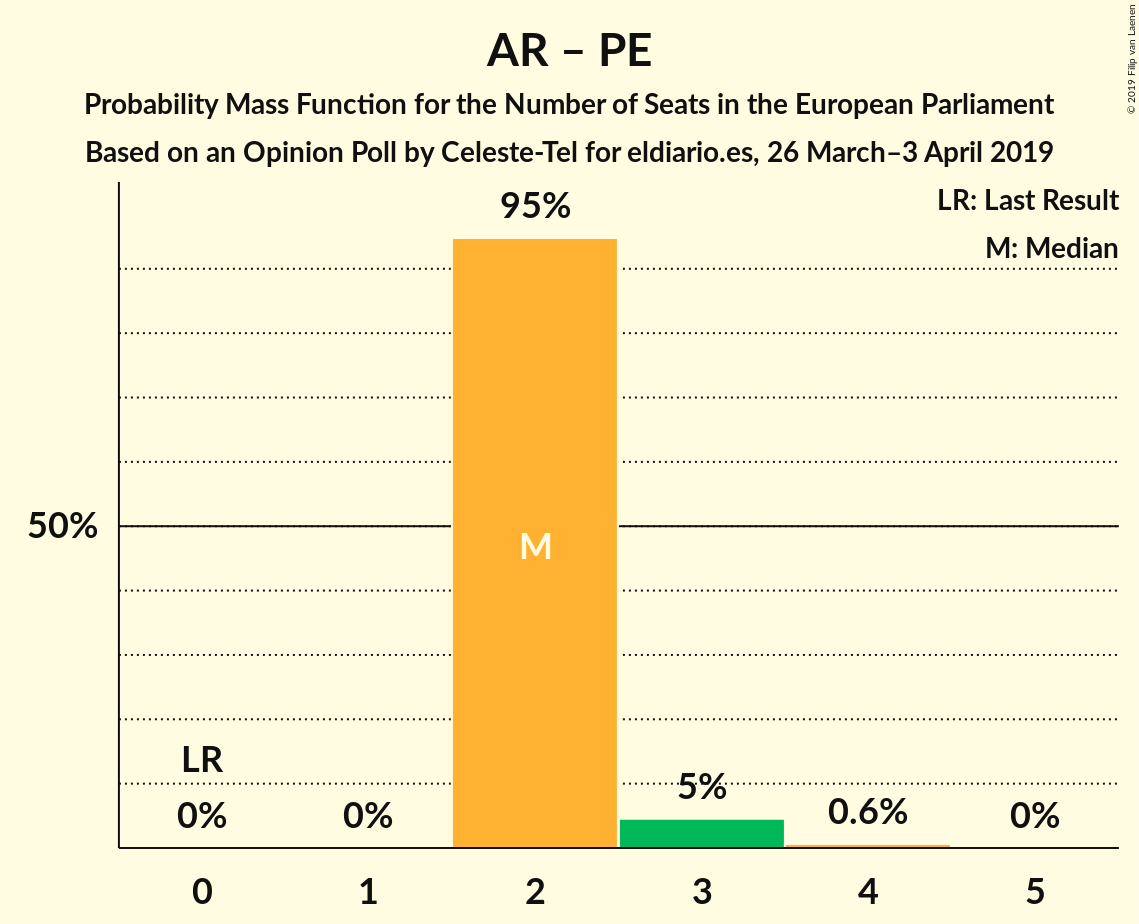 AR – PE
Probability Mass Function for the Number of Seats in the European Parliament
Based on an Opinion Poll by Celeste-Tel for eldiario.es, 26 March–3 April 2019
© 2019 Filip van Laenen
LR: Last Result
M: Median
95%
50%
M
LR
0%
0%
5%
0.6%
0%
0
1
2
3
4
5